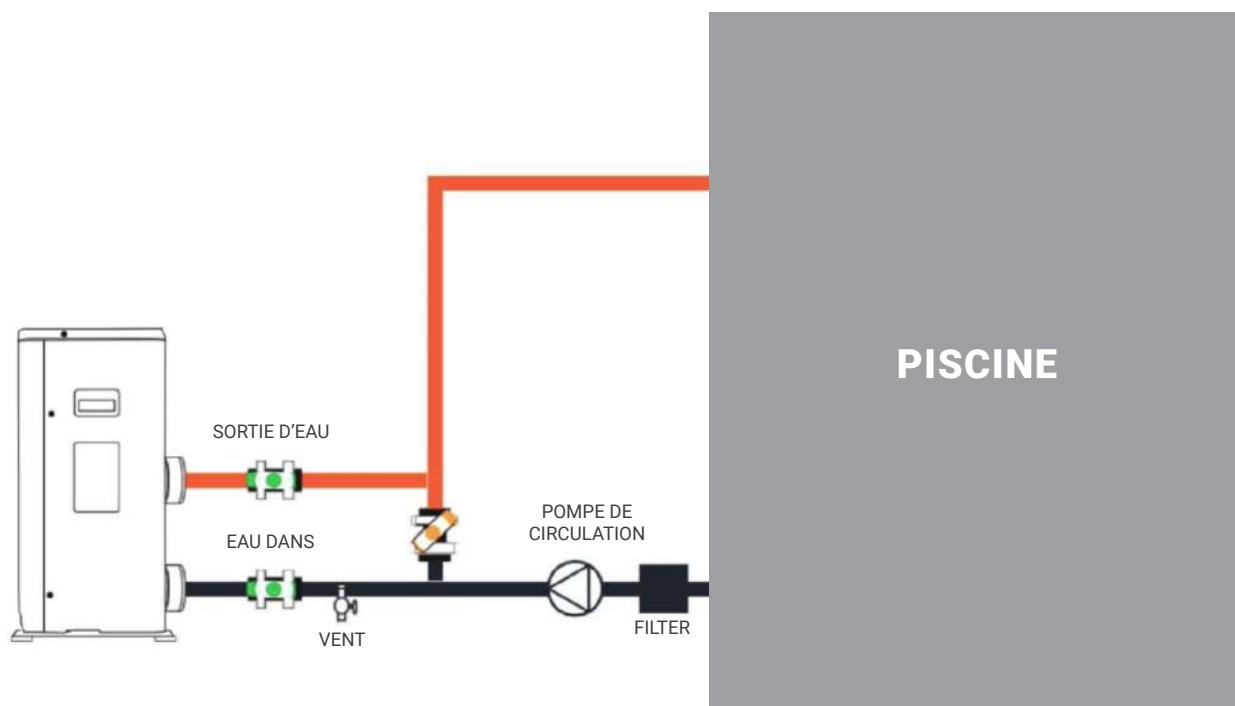 PISCINE
SORTIE D’EAU
POMPE DE
CIRCULATION
EAU DANS
FILTER
VENT